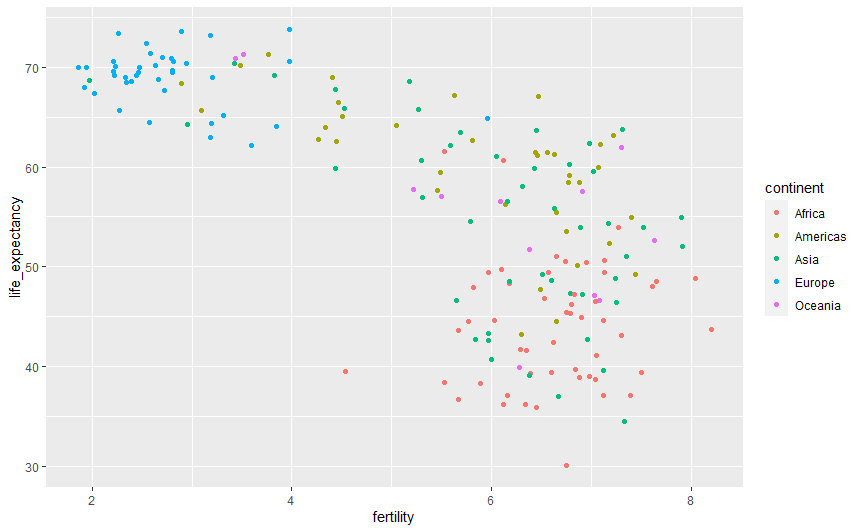 70
60
50
40
30
life_expectancy
2 4 6 8
fertility
continent
Africa
Americas
Asia
Europe
Oceania